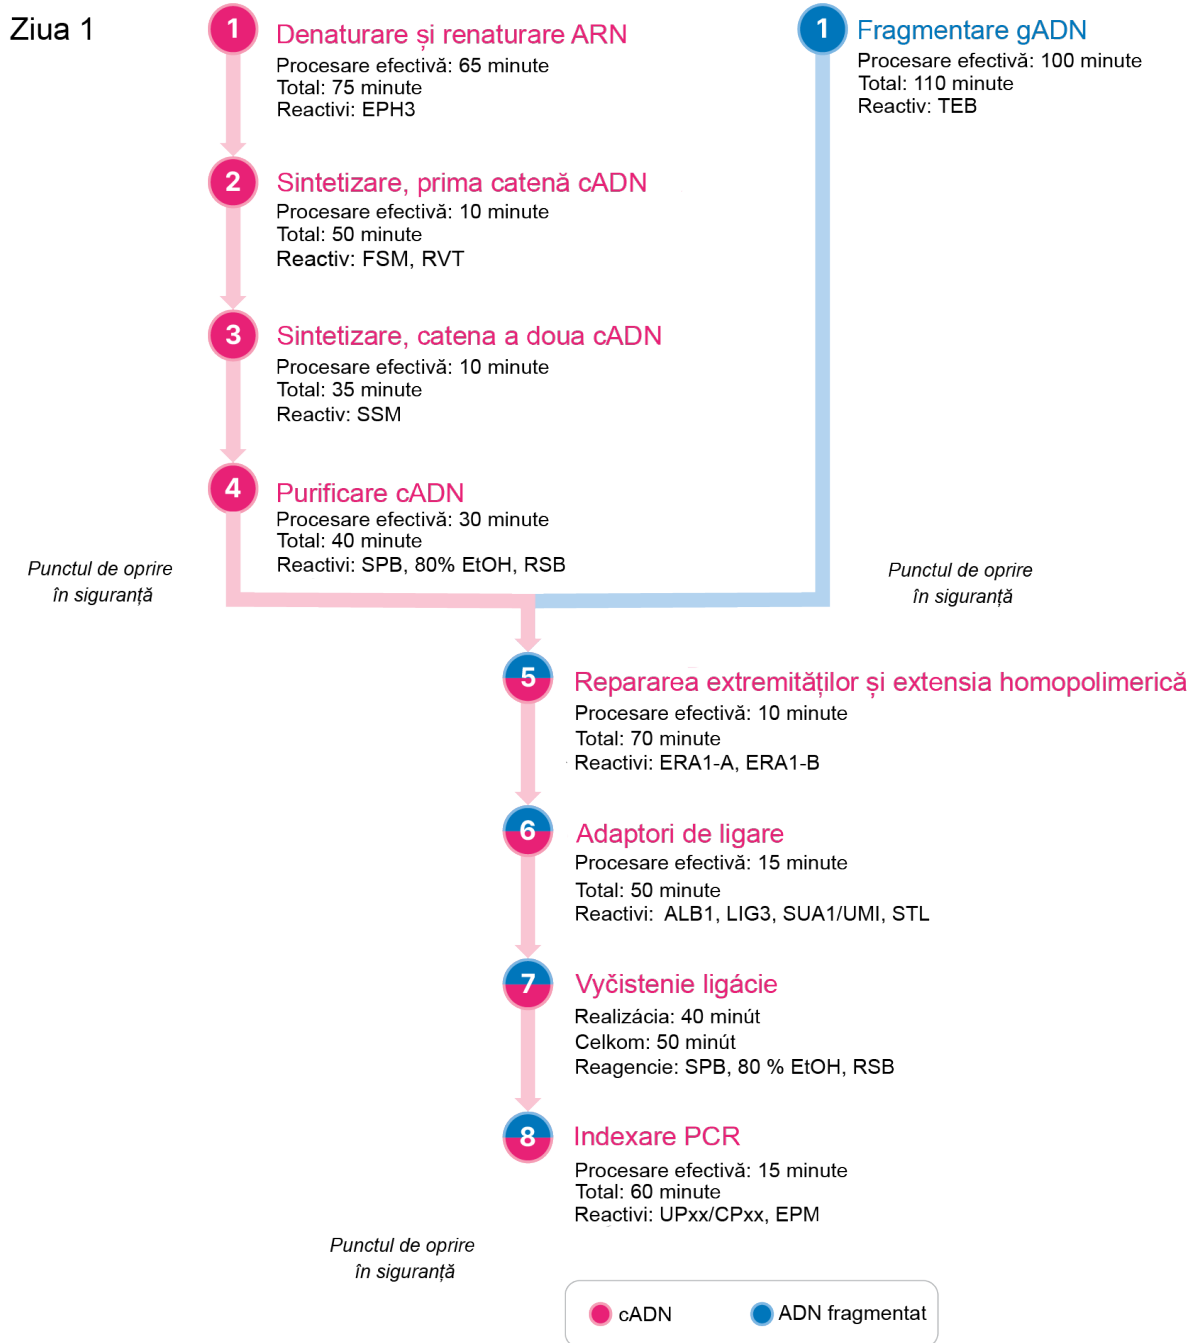 Ziua 1
1
Denaturare și renaturare ARN
Procesare efectivă: 65 minute
Total: 75 minute
Reactivi: EPH3
1
Fragmentare gADN
Procesare efectivă: 100 minute
Total: 110 minute
Reactiv: TEB
2
Sintetizare, prima catenă cADN
Procesare efectivă: 10 minute
Total: 50 minute
Reactiv: FSM, RVT
3
Sintetizare, catena a doua cADN
Procesare efectivă: 10 minute
Total: 35 minute
Reactiv: SSM
4
Purificare cADN
Procesare efectivă: 30 minute
Total: 40 minute
Reactivi: SPB, 80% EtOH, RSB
Punctul de oprire
în siguranță
Punctul de oprire
în siguranță
5
Repararea extremităților și extensia homopolimerică
Procesare efectivă: 10 minute
Total: 70 minute
Reactivi: ERA1-A, ERA1-B
6
Adaptori de ligare
Procesare efectivă: 15 minute
Total: 50 minute
Reactivi: ALB1, LIG3, SUA1/UMI, STL
7
Vyčistenie ligácie
Realizácia: 40 minút
Celkom: 50 minút
Reagencie: SPB, 80 % EtOH, RSB
8
Indexare PCR
Procesare efectivă: 15 minute
Total: 60 minute
Reactivi: UPxx/CPxx, EPM
Punctul de oprire
în siguranță
cADN
ADN fragmentat